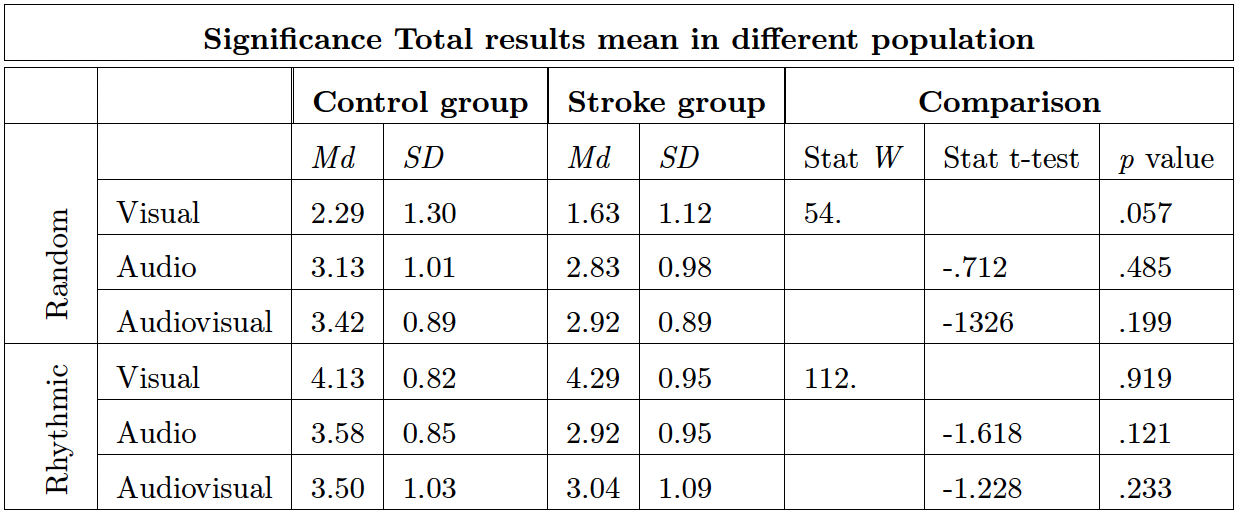 Significance Total results mean in different population
Control group Stroke group Comparison
Md SD Md SD Stat W Stat t-test p value
Random
Visual 2.29 1.30 1.63 1.12 54. .057
Audio 3.13 1.01 2.83 0.98 -.712 .485
Audiovisual 3.42 0.89 2.92 0.89 -1326 .199
Rhythmic
Visual 4.13 0.82 4.29 0.95 112. .919
Audio 3.58 0.85 2.92 0.95 -1.618 .121
Audiovisual 3.50 1.03 3.04 1.09 -1.228 .233